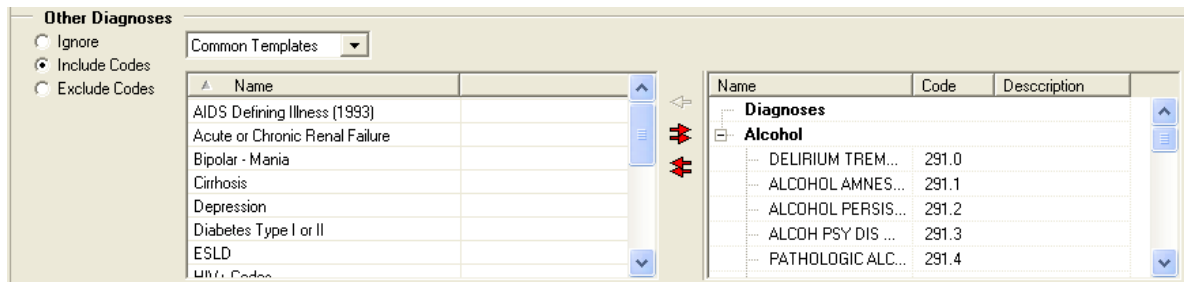 Other Diagnoses
Ignore
Include Codes
Exclude Codes
Common Templates
Name
AIDS Defining Illness (1993)
Acute or Chronic Renal Failure
Bipolar - Mania
Cirrhosis
Depression
Diabetes Type I or II
ESLD
HIV+ Codes
Name Code Desccription
Diagnoses
Alcohol
DELIRIUM TREM... 291.0
ALCOHOL AMNES... 291.1
ALCOHOL PERSIS... 291.2
ALCOH PSY DIS ... 291.3
PATHOLOGIC ALC... 291.4